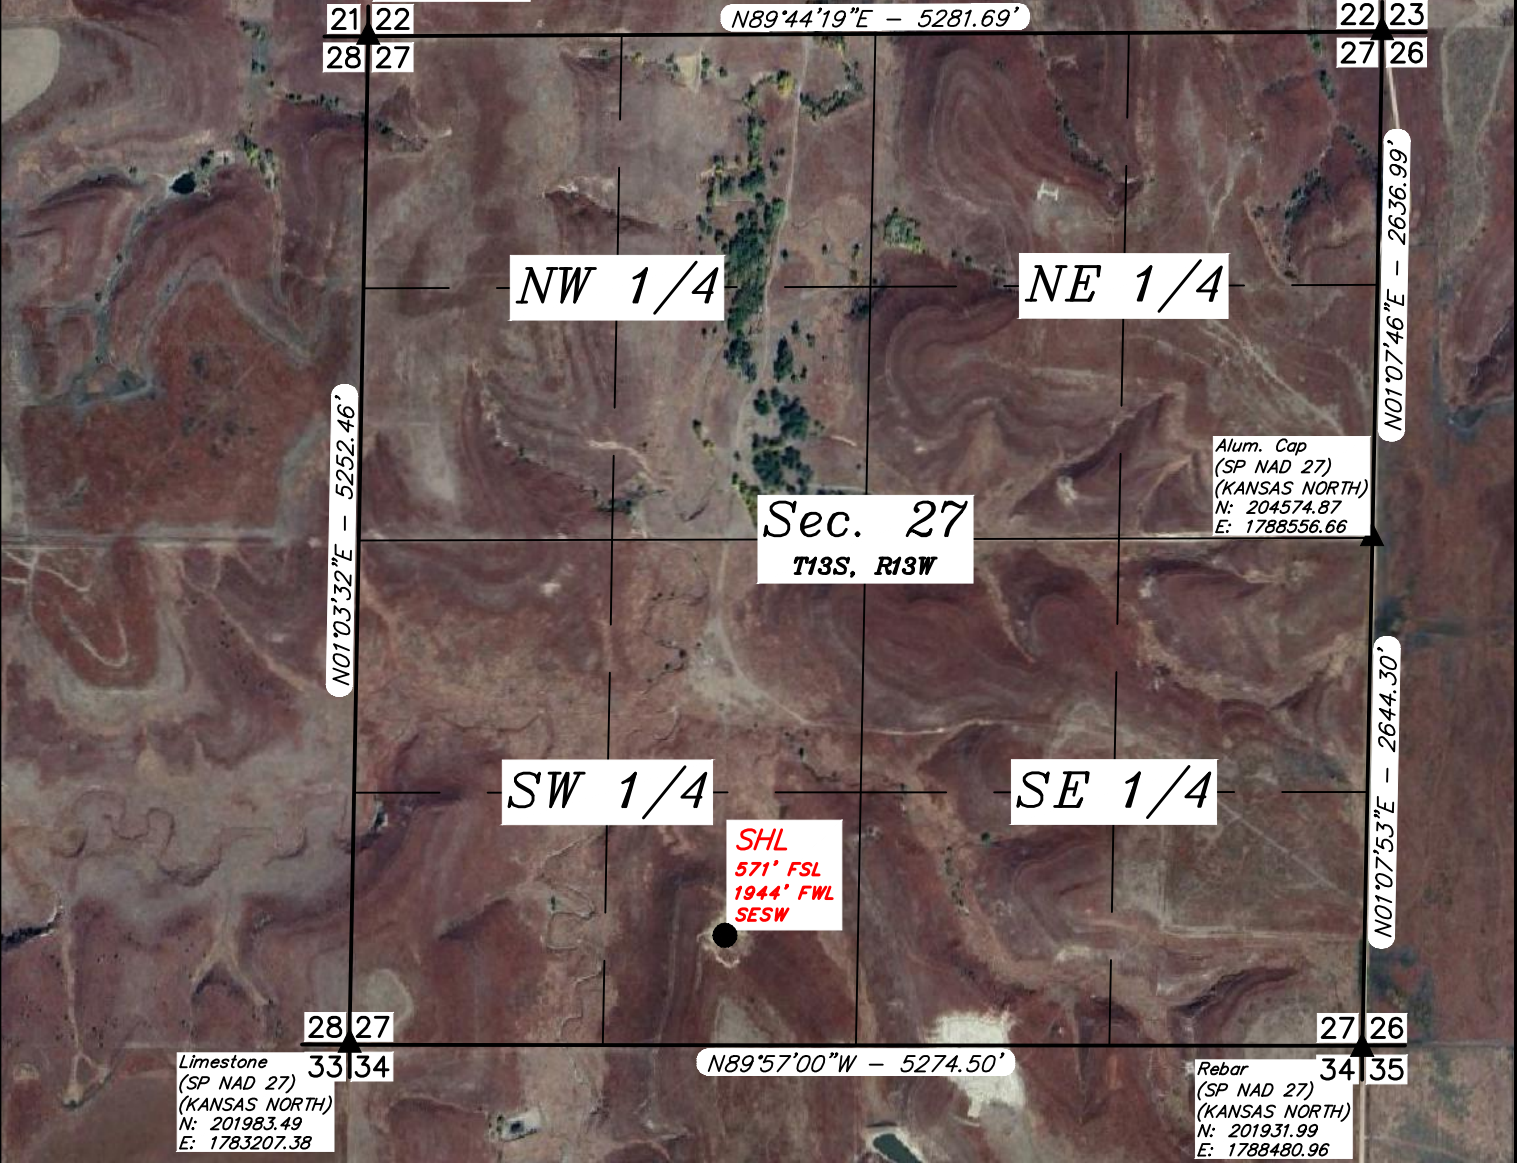 21 22
28 27
N89°44'19"E - 5281.69'
22 23
27 26
N01°07'46"E - 2636.99'
NW 1/4
NE 1/4
N01°03'32"E - 5252.46'
Alum. Cap
(SP NAD 27)
(KANSAS NORTH)
N: 204574.87
E: 1788556.66
Sec. 27
T13S, R13W
N01°07'53"E - 2644.30'
SW 1/4
SE 1/4
SHL
571' FSL
1944' FWL
SESW
28 27
33 34
Limestone
(SP NAD 27)
(KANSAS NORTH)
N: 201983.49
E: 1783207.38
N89°57'00"W - 5274.50'
27 26
34 35
Rebar
(SP NAD 27)
(KANSAS NORTH)
N: 201931.99
E: 1788480.96